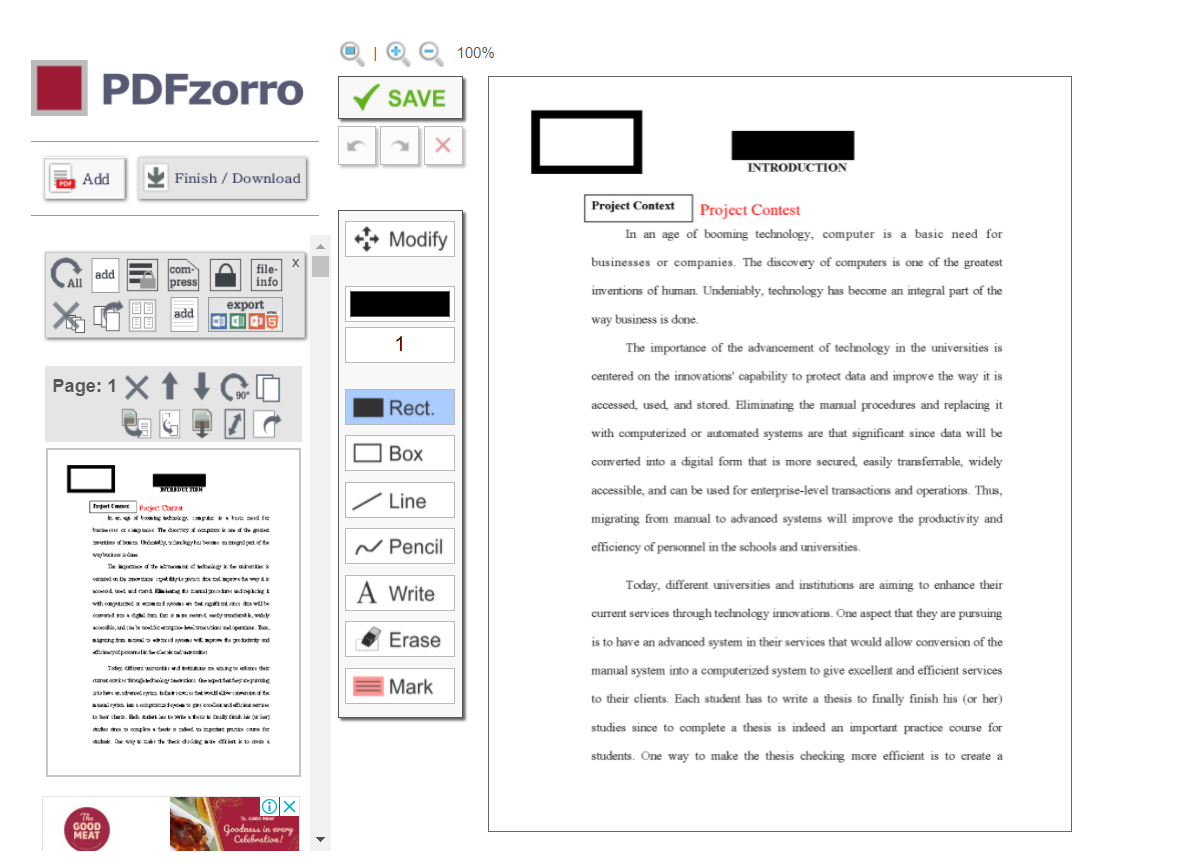 | 100%
PDFzorro
SAVE
PDF Add
Finish / Download
Modify
All add com-press file-info x
add export
1
Page: 1 90°
Rect.
Box
Line
Pencil
Write
Erase
Mark
INTRODUCTION
Project Context Project Contest
In an age of booming technology, computer is a basic need for
businesses or companies. The discovery of computers is one of the greatest
inventions of human. Undeniably, technology has become an integral part of the
way business is done.
The importance of the advancement of technology in the universities is
centered on the innovations' capability to protect data and improve the way it is
accessed, used, and stored. Eliminating the manual procedures and replacing it
with computerized or automated systems are that significant since data will be
converted into a digital form that is more secured, easily transferrable, widely
accessible, and can be used for enterprise-level transactions and operations. Thus,
migrating from manual to advanced systems will improve the productivity and
efficiency of personnel in the schools and universities.
Today, different universities and institutions are aiming to enhance their
current services through technology innovations. One aspect that they are pursuing
is to have an advanced system in their services that would allow conversion of the
manual system into a computerized system to give excellent and efficient services
to their clients. Each student has to write a thesis to finally finish his (or her)
studies since to complete a thesis is indeed an important practice course for
students. One way to make the thesis checking more efficient is to create a
The
GOOD
MEAT
Goodness in every
Celebration!